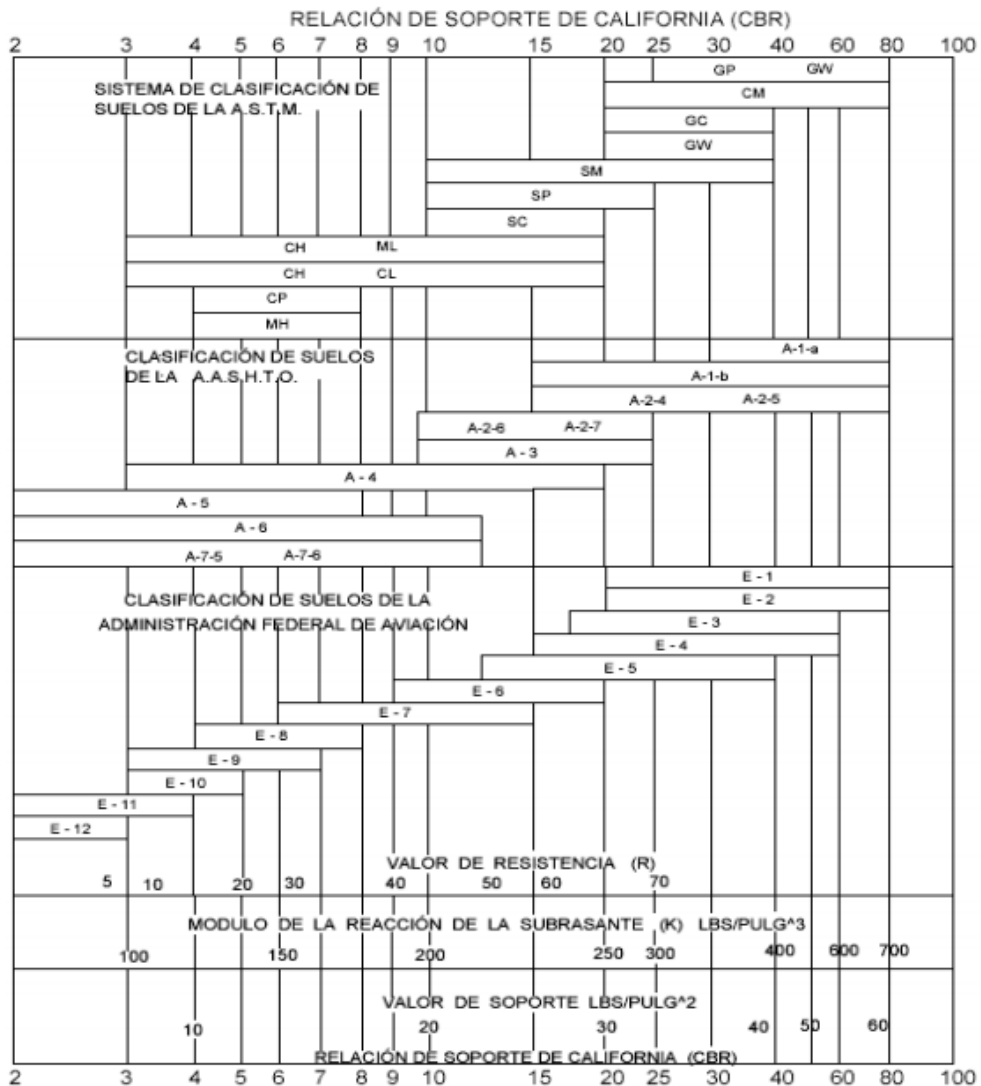 RELACIÓN DE SOPORTE DE CALIFORNIA (CBR)
2 3 4 5 6 7 8 9 10 15 20 25 30 40 60 80 100
GP GW
SISTEMA DE CLASIFICACIÓN DE
SUELOS DE LA A.S.T.M.
CM
GC
GW
SM
SP
SC
CH ML
CH CL
CP
MH
CLASIFICACIÓN DE SUELOS
DE LA A.A.S.H.T.O.
A-1-a
A-1-b
A-2-4 A-2-5
A-2-6 A-2-7
A - 3
A - 4
A - 5
A - 6
A-7-5 A-7-6
E - 1
CLASIFICACIÓN DE SUELOS DE LA
ADMINISTRACIÓN FEDERAL DE AVIACIÓN
E - 2
E - 3
E - 4
E - 5
E - 6
E - 7
E - 8
E - 9
E - 10
E - 11
E - 12
VALOR DE RESISTENCIA (R)
5 10 20 30 40 50 60 70
MODULO DE LA REACCIÓN DE LA SUBRASANTE (K) LBS/PULG^3
100 150 200 250 300 400 600 700
VALOR DE SOPORTE LBS/PULG^2
10 20 30 40 50 60
RELACIÓN DE SOPORTE DE CALIFORNIA (CBR)
2 3 4 5 6 7 8 9 10 15 20 25 30 40 60 80 100